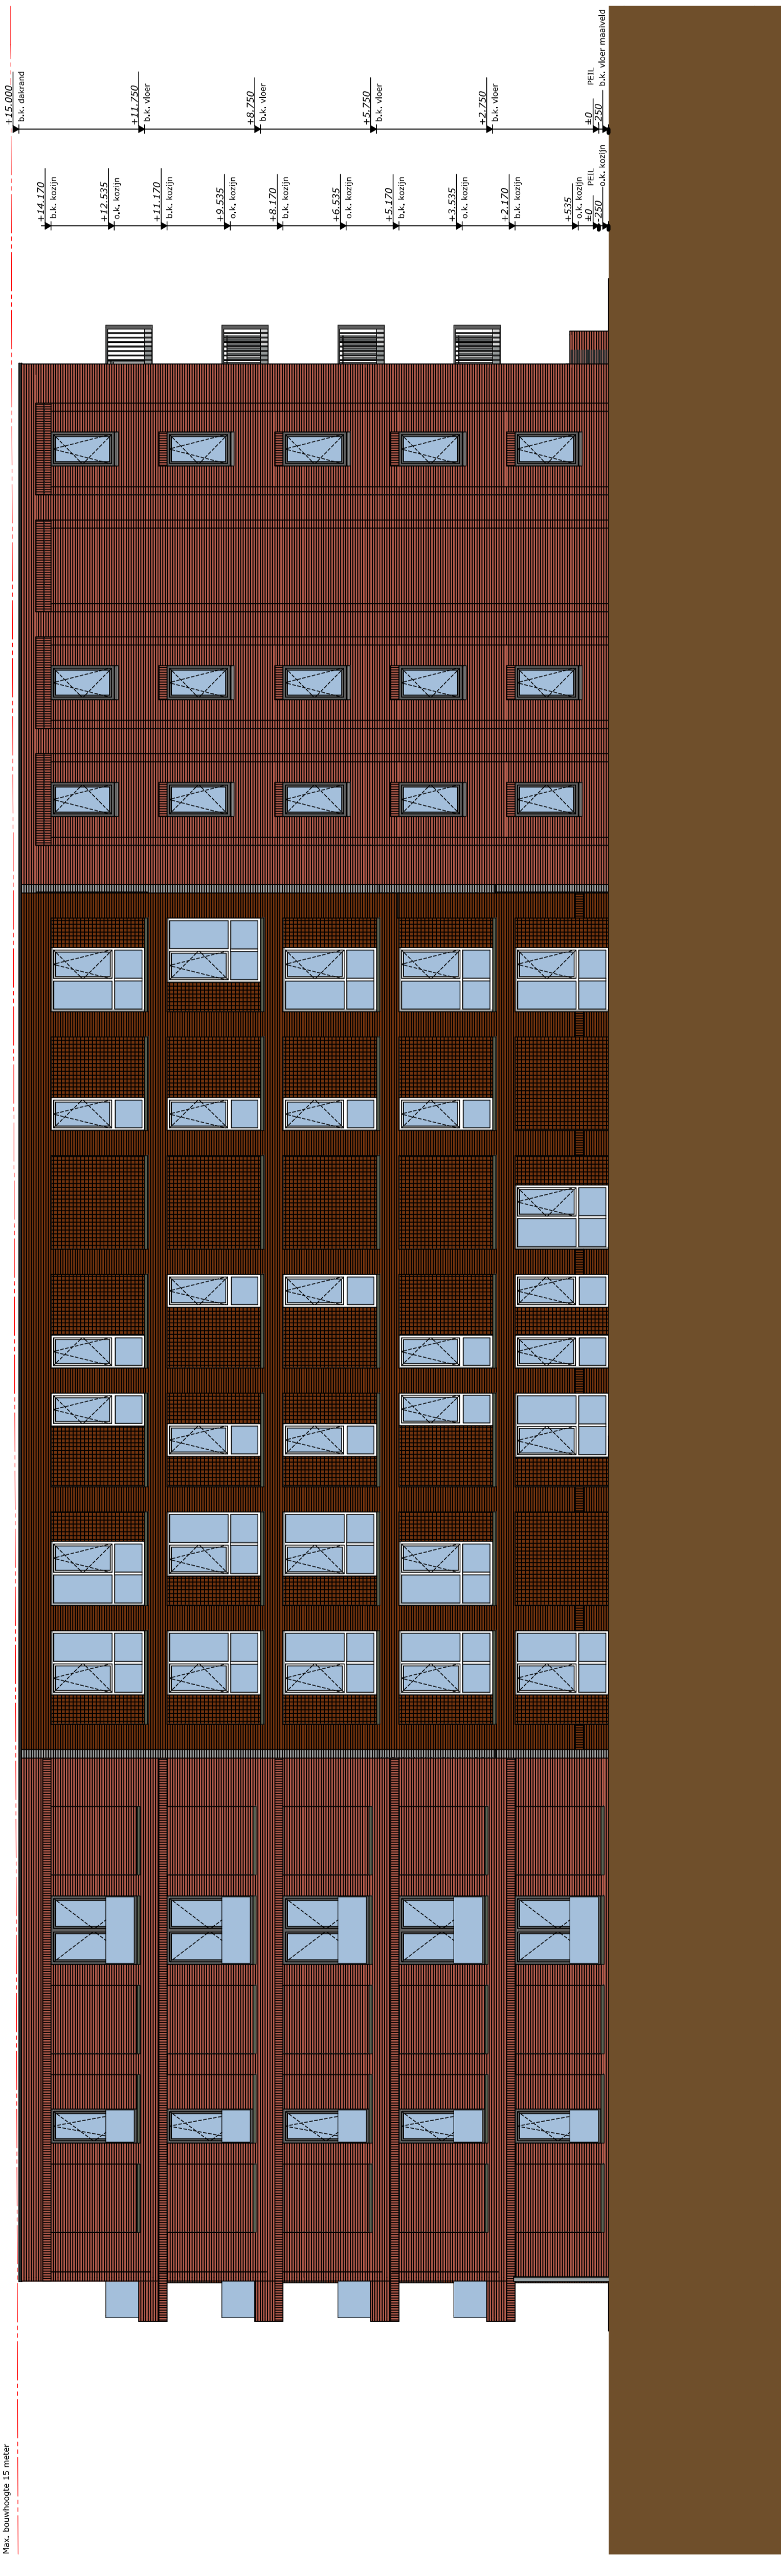 +15.000
b.k. dakrand
+11.750
b.k. vloer
+8.750
b.k. vloer
+5.750
b.k. vloer
+2.750
b.k. vloer
±0
PEIL
-250
b.k. vloer maaiveld
+14.170
b.k. kozijn
+12.535
o.k. kozijn
+11.170
b.k. kozijn
+9.535
o.k. kozijn
+8.170
b.k. kozijn
+6.535
o.k. kozijn
+5.170
b.k. kozijn
+3.535
o.k. kozijn
+2.170
b.k. kozijn
+535
o.k. kozijn
±0
PEIL
-250
o.k. kozijn
Max. bouwhoogte 15 meter